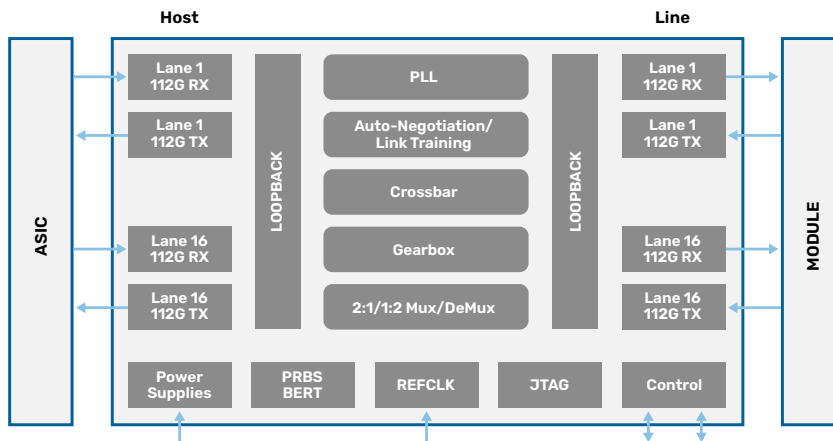 Host
Line
ASIC
Lane 1
112G RX
Lane 1
112G TX
Lane 16
112G RX
Lane 16
112G TX
LOOPBACK
PLL
Auto-Negotiation/
Link Training
Crossbar
Gearbox
2:1/1:2 Mux/DeMux
LOOPBACK
Lane 1
112G RX
Lane 1
112G TX
Lane 16
112G RX
Lane 16
112G TX
MODULE
Power
Supplies
PRBS
BERT
REFCLK
JTAG
Control